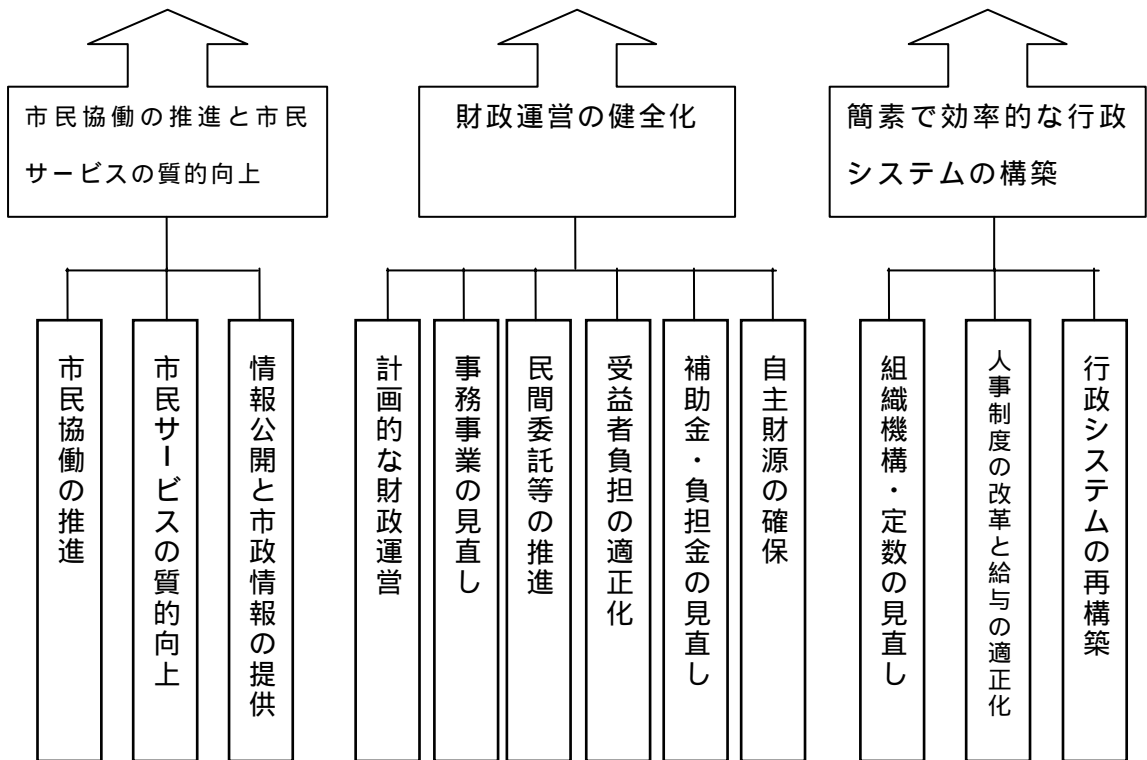 市民協働の推進と市民
サービスの質的向上
財政運営の健全化
簡素で効率的な行政
システムの構築
市民協働の推進
市民サービスの質的向上
情報公開と市政情報の提供
計画的な財政運営
事務事業の見直し
民間委託等の推進
受益者負担の適正化
補助金・負担金の見直し
自主財源の確保
組織機構・定数の見直し
人事制度の改革と給与の適正化
行政システムの再構築